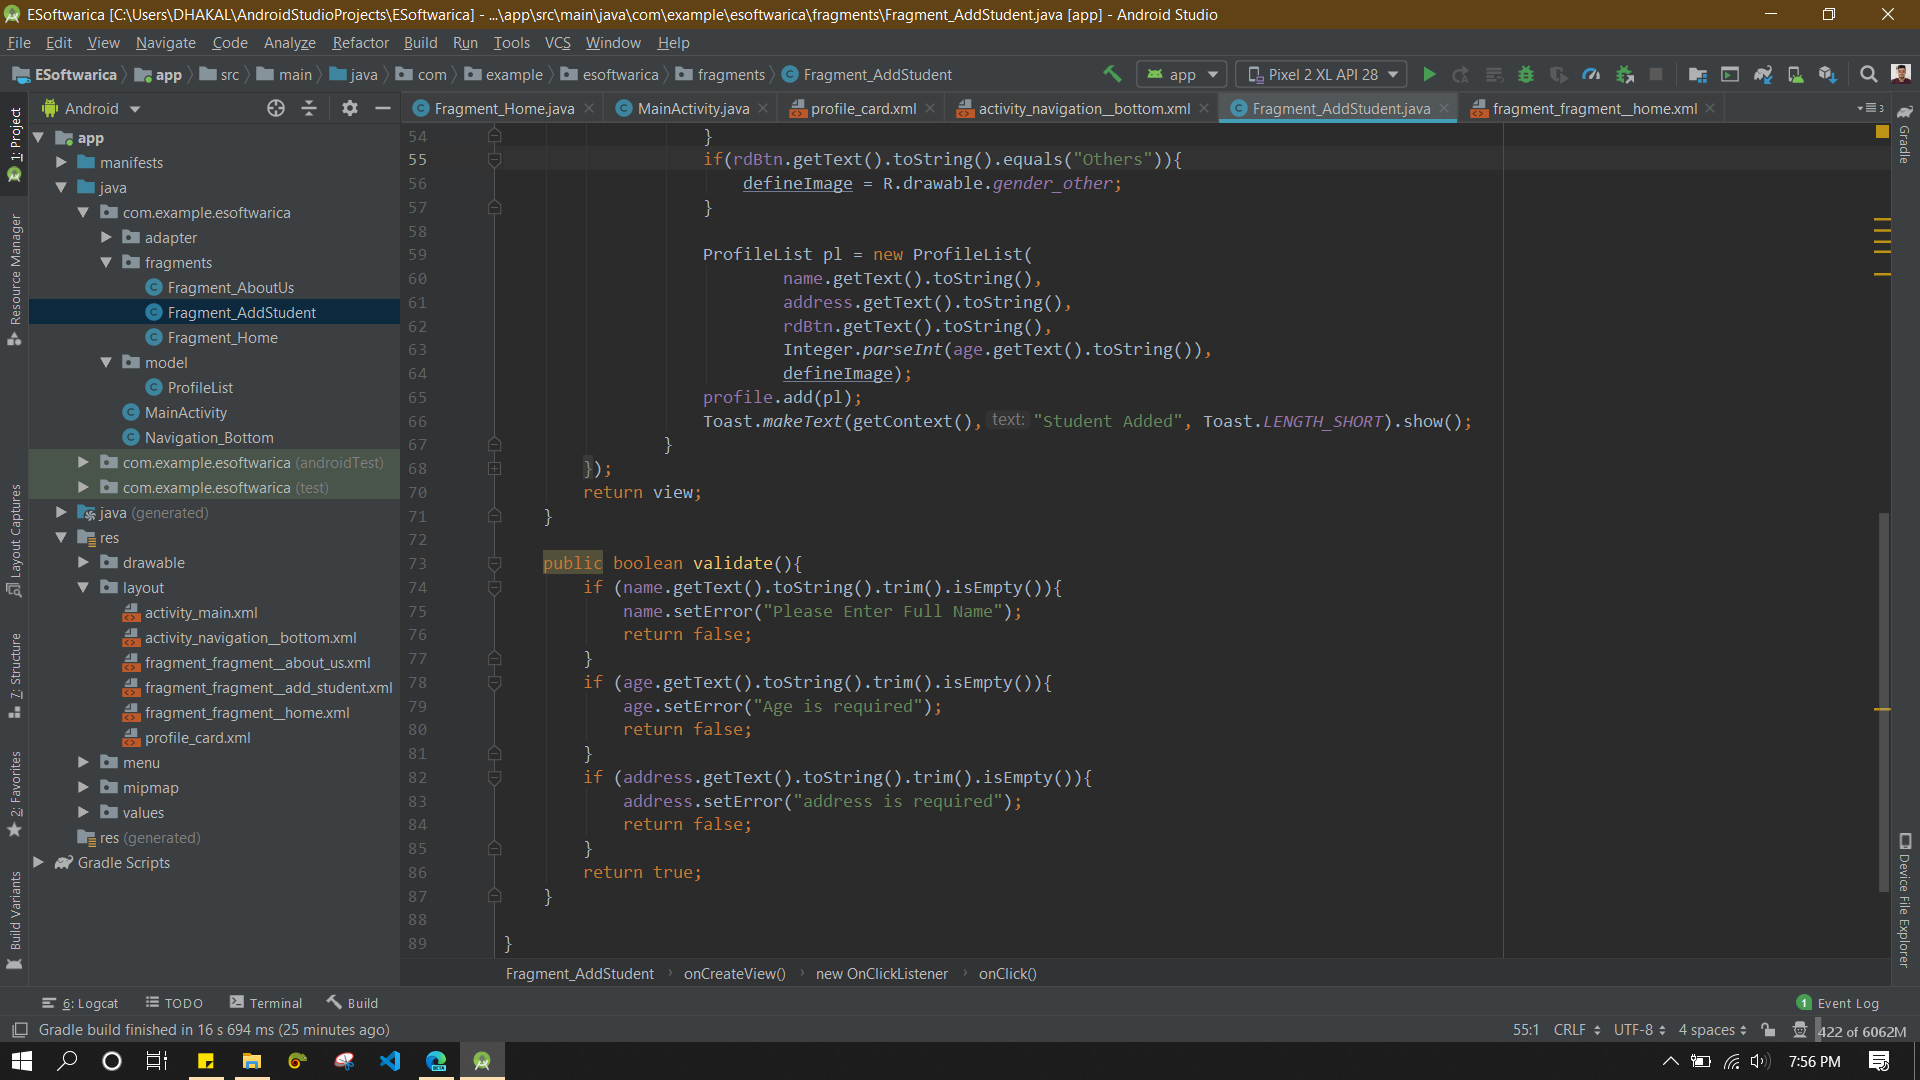 ESoftwarica [C:\Users\DHAKAL\AndroidStudioProjects\ESoftwarica] - ...\app\src\main\java\com\example\esoftwarica\fragments\Fragment_AddStudent.java [app] - Android Studio
File Edit View Navigate Code Analyze Refactor Build Run Tools VCS Window Help
ESoftwarica app src main java com example esoftwarica fragments Fragment_AddStudent app Pixel 2 XL API 28
Android Fragment_Home.java MainActivity.java profile_card.xml activity_navigation__bottom.xml Fragment_AddStudent.java fragment_fragment__home.xml 3
1: Project
Resource Manager
Layout Captures
7: Structure
2: Favorites
Build Variants
app
manifests
java
com.example.esoftwarica
adapter
fragments
Fragment_AboutUs
Fragment_AddStudent
Fragment_Home
model
ProfileList
MainActivity
Navigation_Bottom
com.example.esoftwarica (androidTest)
com.example.esoftwarica (test)
java (generated)
res
drawable
layout
activity_main.xml
activity_navigation__bottom.xml
fragment_fragment__about_us.xml
fragment_fragment__add_student.xml
fragment_fragment__home.xml
profile_card.xml
menu
mipmap
values
res (generated)
Gradle Scripts
54 }
55 if(rdBtn.getText().toString().equals("Others")){
56 defineImage = R.drawable.gender_other;
57 }
58
59 ProfileList pl = new ProfileList(
60 name.getText().toString(),
61 address.getText().toString(),
62 rdBtn.getText().toString(),
63 Integer.parseInt(age.getText().toString()),
64 defineImage);
65 profile.add(pl);
66 Toast.makeText(getContext(), text: "Student Added", Toast.LENGTH_SHORT).show();
67 }
68 });
70 return view;
71 }
72
73 public boolean validate(){
74 if (name.getText().toString().trim().isEmpty()){
75 name.setError("Please Enter Full Name");
76 return false;
77 }
78 if (age.getText().toString().trim().isEmpty()){
79 age.setError("Age is required");
80 return false;
81 }
82 if (address.getText().toString().trim().isEmpty()){
83 address.setError("address is required");
84 return false;
85 }
86 return true;
87 }
88
89 }
Gradle
Device File Explorer
Fragment_AddStudent onCreateView() new OnClickListener onClick()
6: Logcat TODO Terminal Build 1 Event Log
Gradle build finished in 16 s 694 ms (25 minutes ago) 55:1 CRLF UTF-8 4 spaces 422 of 6062M
BETA 7:56 PM